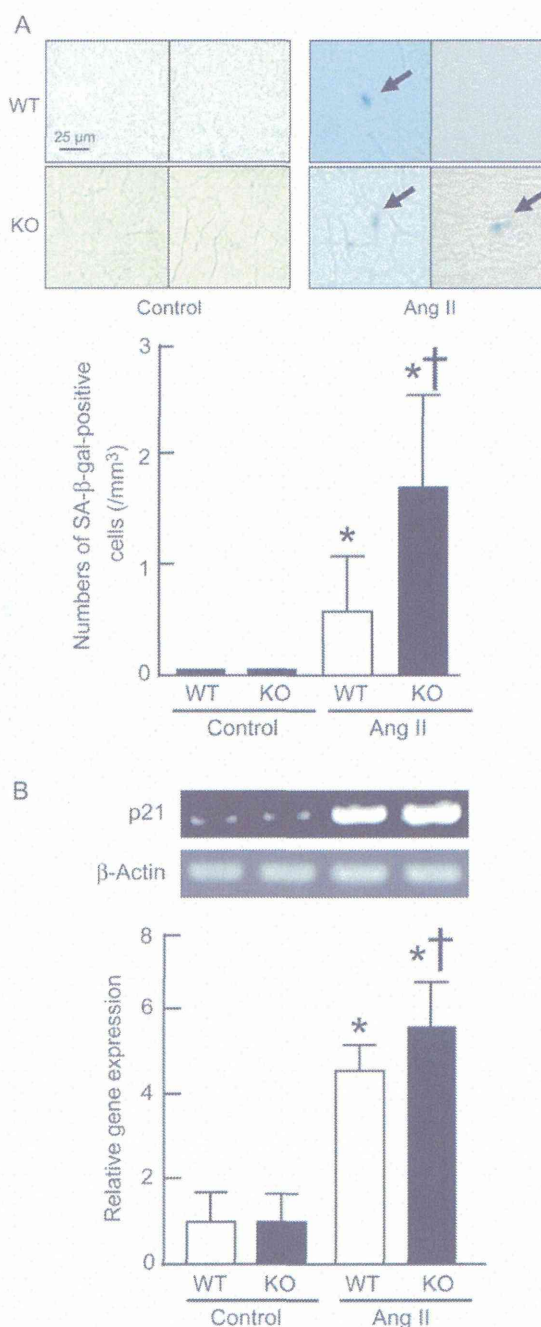 A
WT
25 μm
KO
Control
Ang II
Numbers of SA-β-gal-positive
cells (/mm³)
3
2
1
0
*
*†
WT
KO
WT
KO
Control
Ang II
B
p21
β-Actin
Relative gene expression
8
6
4
2
0
*
*†
WT
KO
WT
KO
Control
Ang II